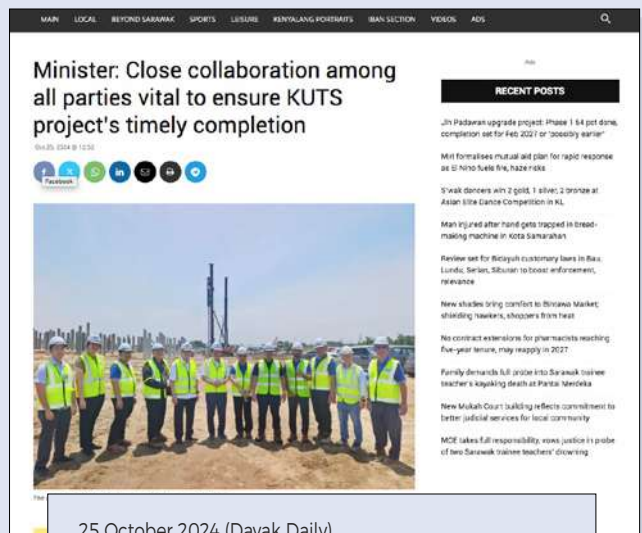 MAIN LOCAL BEYOND SARAWAK SPORTS LEISURE KENYALANG PORTRAITS IBAN SECTION VIDEOS ADS
Minister: Close collaboration among
all parties vital to ensure KUTS
project's timely completion
Oct 25, 2024 @ 12:50
Facebook
Ads
RECENT POSTS
Jln Padawan upgrade project: Phase 1 64 pct done,
completion set for Feb 2027 or 'possibly earlier'
Miri formalises mutual aid plan for rapid response
as El Nino fuels fire, haze risks
S'wak dancers win 2 gold, 1 silver, 2 bronze at
Asian Elite Dance Competition in KL
Man injured after hand gets trapped in bread-
making machine in Kota Samarahan
Review set for Bidayuh customary laws in Bau,
Lundu, Serian, Siburan to boost enforcement,
relevance
New shades bring comfort to Bintawa Market;
shielding hawkers, shoppers from heat
No contract extensions for pharmacists reaching
five-year tenure, may reapply in 2027
Family demands full probe into Sarawak trainee
teacher's kayaking death at Pantai Merdeka
New Mukah Court building reflects commitment to
better judicial services for local community
MOE takes full responsibility, vows justice in probe
of two Sarawak trainee teachers' drowning
25 October 2024 (Dayak Daily)